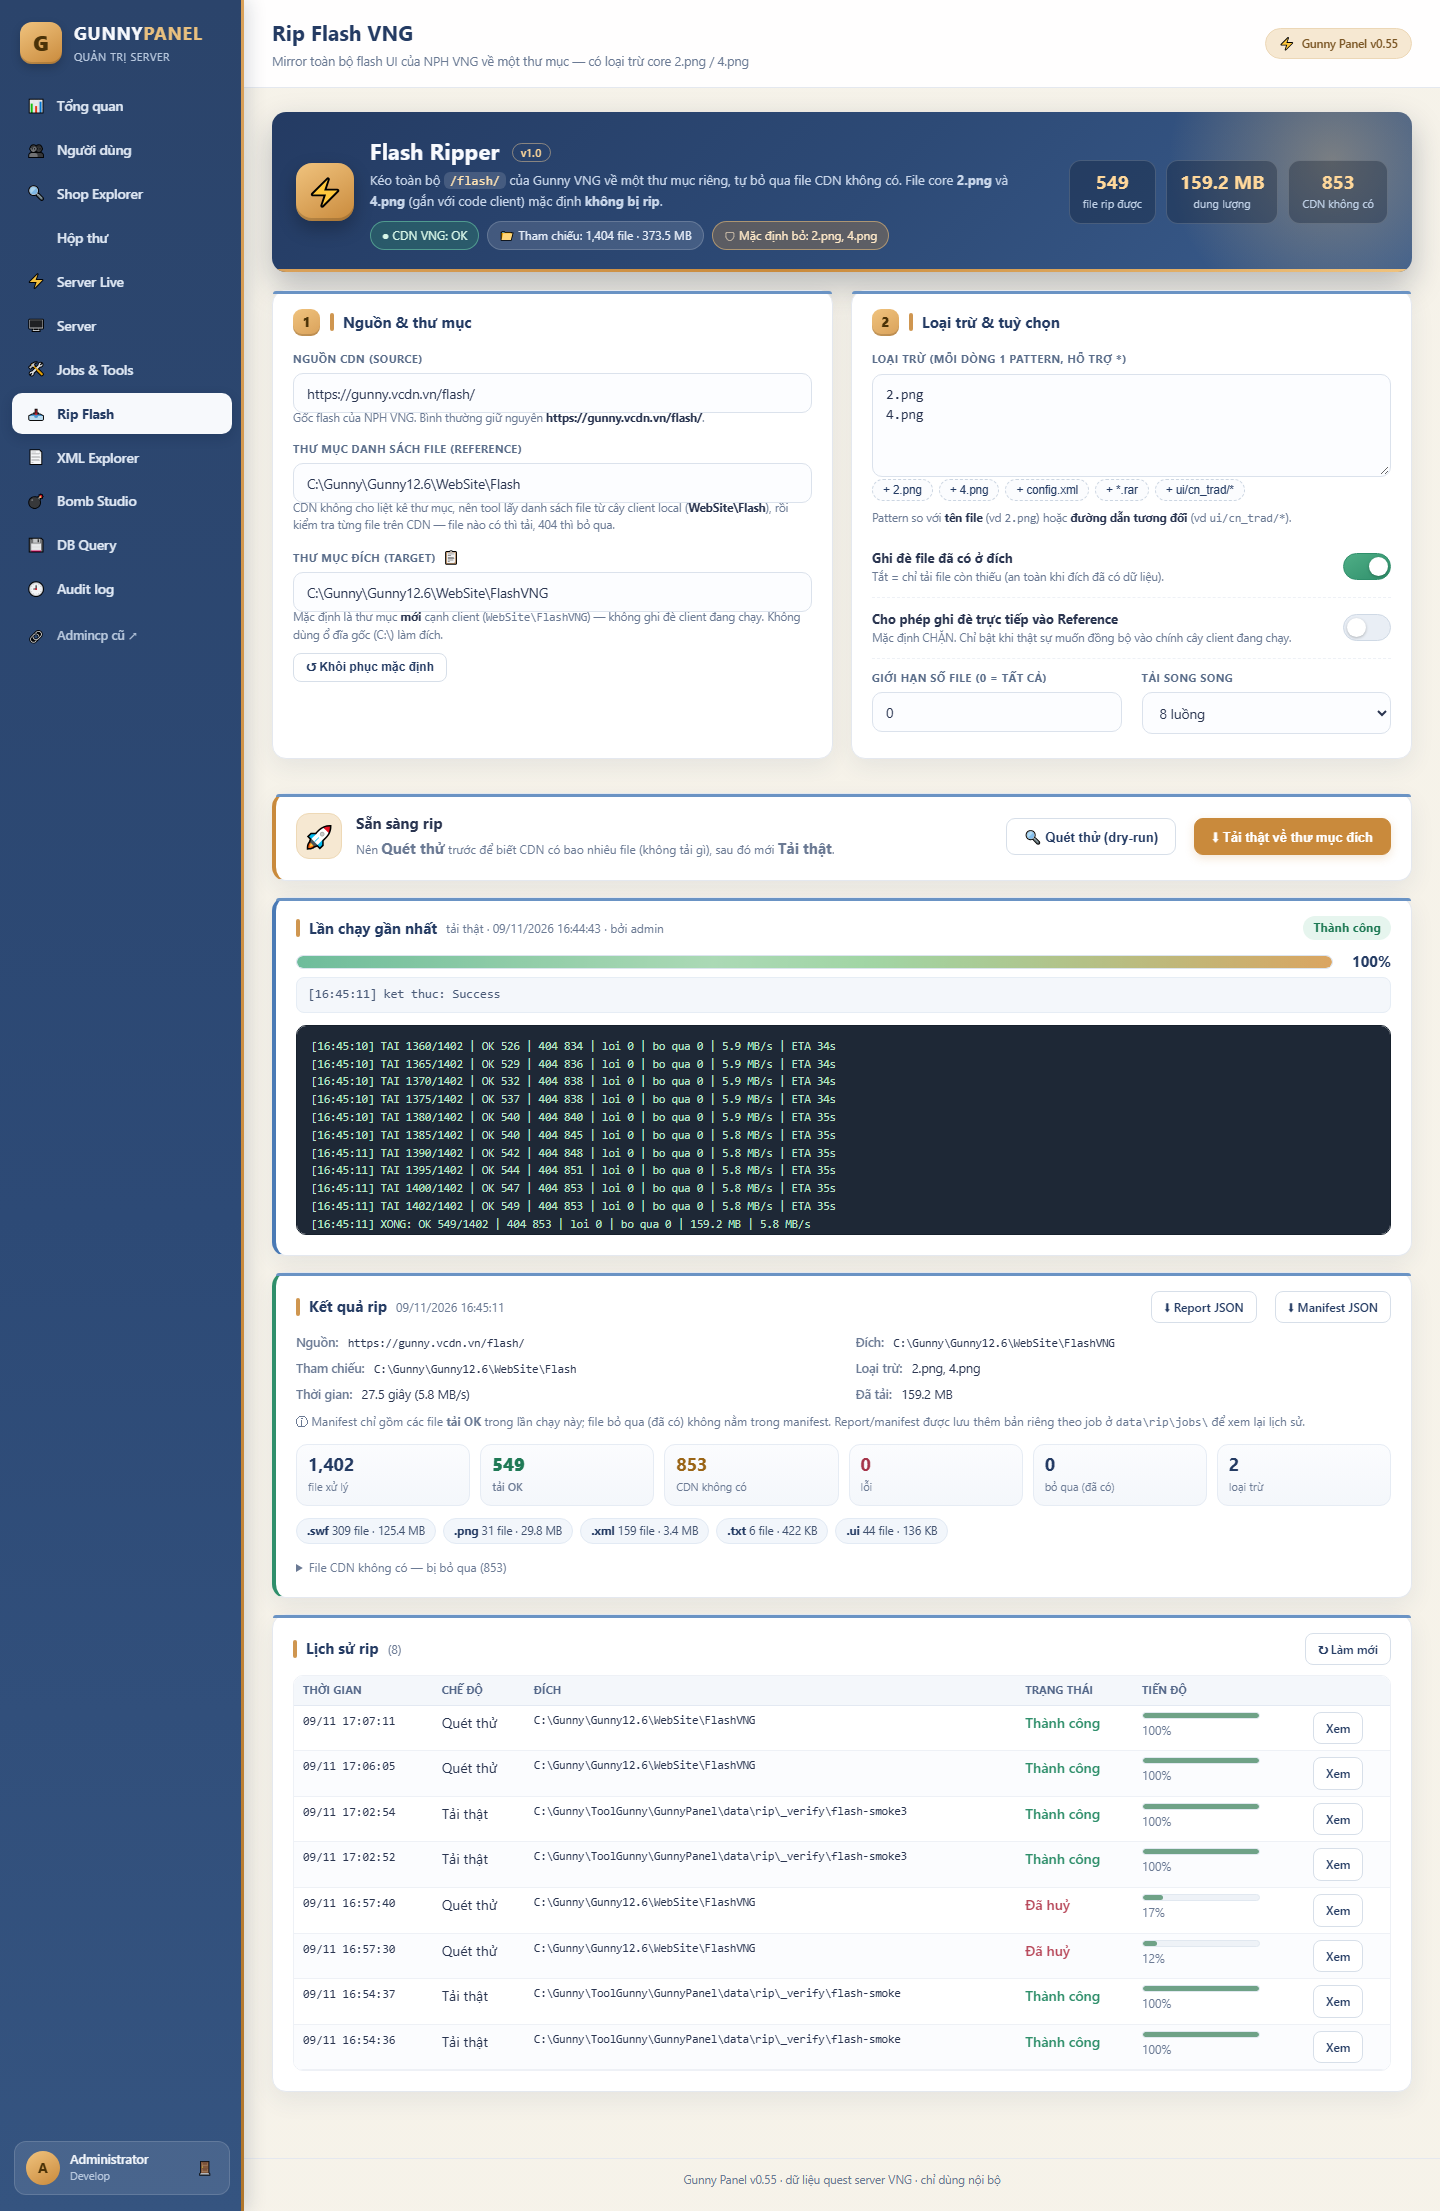 G
GUNNYPANEL
QUẢN TRỊ SERVER
Tổng quan
Người dùng
Shop Explorer
Hộp thư
Server Live
Server
Jobs & Tools
Rip Flash
XML Explorer
Bomb Studio
DB Query
Audit log
Admincp cũ ↗
A
Administrator
Develop
Rip Flash VNG
Mirror toàn bộ flash UI của NPH VNG về một thư mục — có loại trừ core 2.png / 4.png
⚡ Gunny Panel v0.55
Flash Ripper v1.0
Kéo toàn bộ /flash/ của Gunny VNG về một thư mục riêng, tự bỏ qua file CDN không có. File core 2.png và
4.png (gắn với code client) mặc định không bị rip.
● CDN VNG: OK
Tham chiếu: 1,404 file · 373.5 MB
Mặc định bỏ: 2.png, 4.png
549
file rip được
159.2 MB
dung lượng
853
CDN không có
1 Nguồn & thư mục
NGUỒN CDN (SOURCE)
https://gunny.vcdn.vn/flash/
Gốc flash của NPH VNG. Bình thường giữ nguyên https://gunny.vcdn.vn/flash/.
THƯ MỤC DANH SÁCH FILE (REFERENCE)
C:\Gunny\Gunny12.6\WebSite\Flash
CDN không cho liệt kê thư mục, nên tool lấy danh sách file từ cây client local (WebSite\Flash), rồi
kiểm tra từng file trên CDN — file nào có thì tải, 404 thì bỏ qua.
THƯ MỤC ĐÍCH (TARGET)
C:\Gunny\Gunny12.6\WebSite\FlashVNG
Mặc định là thư mục mới cạnh client (WebSite\FlashVNG) — không ghi đè client đang chạy. Không
dùng ổ đĩa gốc (C:\) làm đích.
↺ Khôi phục mặc định
2 Loại trừ & tuỳ chọn
LOẠI TRỪ (MỖI DÒNG 1 PATTERN, HỖ TRỢ *)
2.png
4.png
+ 2.png
+ 4.png
+ config.xml
+ *.rar
+ ui/cn_trad/*
Pattern so với tên file (vd 2.png) hoặc đường dẫn tương đối (vd ui/cn_trad/*).
Ghi đè file đã có ở đích
Tắt = chỉ tải file còn thiếu (an toàn khi đích đã có dữ liệu).
Cho phép ghi đè trực tiếp vào Reference
Mặc định CHẶN. Chỉ bật khi thật sự muốn đồng bộ vào chính cây client đang chạy.
GIỚI HẠN SỐ FILE (0 = TẤT CẢ)
0
TẢI SONG SONG
8 luồng
Sẵn sàng rip
Nên Quét thử trước để biết CDN có bao nhiêu file (không tải gì), sau đó mới Tải thật.
Quét thử (dry-run)
⬇ Tải thật về thư mục đích
Lần chạy gần nhất tải thật · 09/11/2026 16:44:43 · bởi admin
Thành công
100%
[16:45:11] ket thuc: Success
[16:45:10] TAI 1360/1402 | OK 526 | 404 834 | loi 0 | bo qua 0 | 5.9 MB/s | ETA 34s
[16:45:10] TAI 1365/1402 | OK 529 | 404 836 | loi 0 | bo qua 0 | 5.9 MB/s | ETA 34s
[16:45:10] TAI 1370/1402 | OK 532 | 404 838 | loi 0 | bo qua 0 | 5.9 MB/s | ETA 34s
[16:45:10] TAI 1375/1402 | OK 537 | 404 838 | loi 0 | bo qua 0 | 5.9 MB/s | ETA 34s
[16:45:10] TAI 1380/1402 | OK 540 | 404 840 | loi 0 | bo qua 0 | 5.9 MB/s | ETA 35s
[16:45:10] TAI 1385/1402 | OK 540 | 404 845 | loi 0 | bo qua 0 | 5.8 MB/s | ETA 35s
[16:45:11] TAI 1390/1402 | OK 542 | 404 848 | loi 0 | bo qua 0 | 5.8 MB/s | ETA 35s
[16:45:11] TAI 1395/1402 | OK 544 | 404 851 | loi 0 | bo qua 0 | 5.8 MB/s | ETA 35s
[16:45:11] TAI 1400/1402 | OK 547 | 404 853 | loi 0 | bo qua 0 | 5.8 MB/s | ETA 35s
[16:45:11] TAI 1402/1402 | OK 549 | 404 853 | loi 0 | bo qua 0 | 5.8 MB/s | ETA 35s
[16:45:11] XONG: OK 549/1402 | 404 853 | loi 0 | bo qua 0 | 159.2 MB | 5.8 MB/s
Kết quả rip 09/11/2026 16:45:11
⬇ Report JSON
⬇ Manifest JSON
Nguồn: https://gunny.vcdn.vn/flash/
Đích: C:\Gunny\Gunny12.6\WebSite\FlashVNG
Tham chiếu: C:\Gunny\Gunny12.6\WebSite\Flash
Loại trừ: 2.png, 4.png
Thời gian: 27.5 giây (5.8 MB/s)
Đã tải: 159.2 MB
ⓘ Manifest chỉ gồm các file tải OK trong lần chạy này; file bỏ qua (đã có) không nằm trong manifest. Report/manifest được lưu thêm bản riêng theo job ở data\rip\jobs\ để xem lại lịch sử.
1,402
file xử lý
549
tải OK
853
CDN không có
0
lỗi
0
bỏ qua (đã có)
2
loại trừ
.swf 309 file · 125.4 MB
.png 31 file · 29.8 MB
.xml 159 file · 3.4 MB
.txt 6 file · 422 KB
.ui 44 file · 136 KB
▶ File CDN không có — bị bỏ qua (853)
Lịch sử rip (8)
↻ Làm mới
THỜI GIAN CHẾ ĐỘ ĐÍCH TRẠNG THÁI TIẾN ĐỘ
09/11 17:07:11 Quét thử C:\Gunny\Gunny12.6\WebSite\FlashVNG Thành công 100% Xem
09/11 17:06:05 Quét thử C:\Gunny\Gunny12.6\WebSite\FlashVNG Thành công 100% Xem
09/11 17:02:54 Tải thật C:\Gunny\ToolGunny\GunnyPanel\data\rip\_verify\flash-smoke3 Thành công 100% Xem
09/11 17:02:52 Tải thật C:\Gunny\ToolGunny\GunnyPanel\data\rip\_verify\flash-smoke3 Thành công 100% Xem
09/11 16:57:40 Quét thử C:\Gunny\Gunny12.6\WebSite\FlashVNG Đã huỷ 17% Xem
09/11 16:57:30 Quét thử C:\Gunny\Gunny12.6\WebSite\FlashVNG Đã huỷ 12% Xem
09/11 16:54:37 Tải thật C:\Gunny\ToolGunny\GunnyPanel\data\rip\_verify\flash-smoke Thành công 100% Xem
09/11 16:54:36 Tải thật C:\Gunny\ToolGunny\GunnyPanel\data\rip\_verify\flash-smoke Thành công 100% Xem
Gunny Panel v0.55 · dữ liệu quest server VNG · chỉ dùng nội bộ